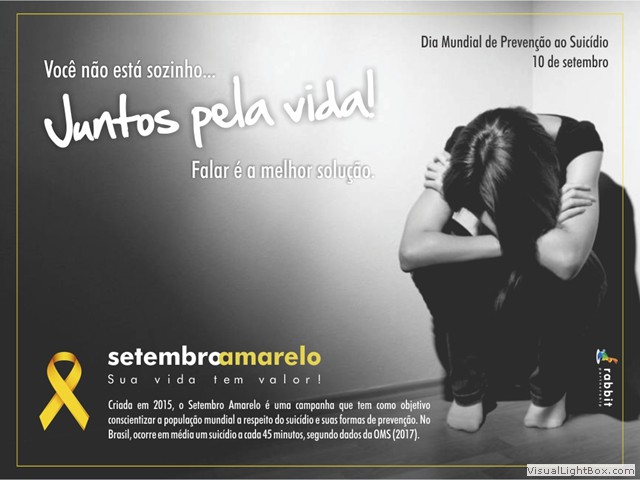 Dia Mundial de Prevenção ao Suicídio
10 de setembro
Você não está sozinho...
Juntos pela vida!
Falar é a melhor solução.
setembroamarelo
Sua vida tem valor!
Criada em 2015, o Setembro Amarelo é uma campanha que tem como objetivo
conscientizar a população mundial a respeito do suicídio e suas formas de prevenção. No
Brasil, ocorre em média um suicídio a cada 45 minutos, segundo dados da OMS (2017).
rabbit
VisualLightBox.com